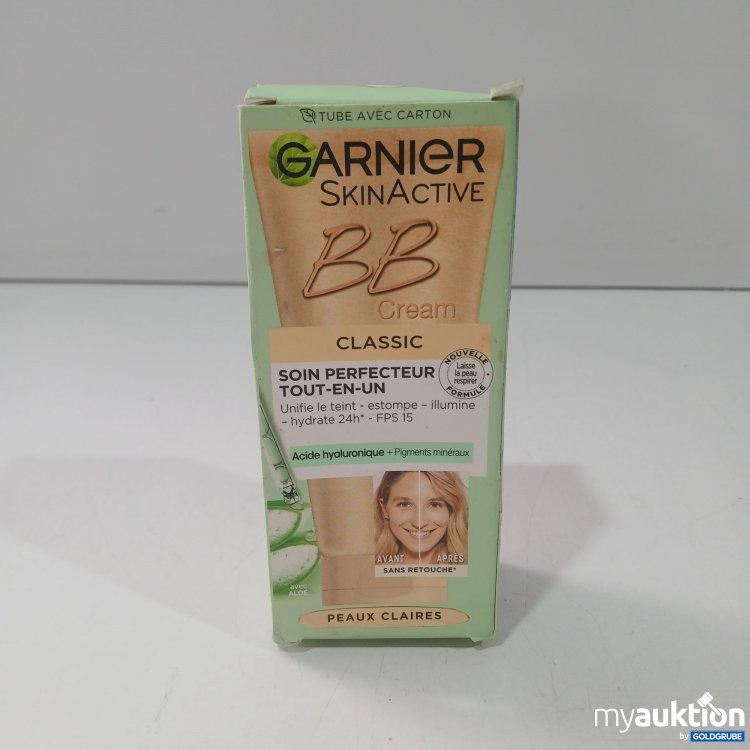 TUBE AVEC CARTON
GARNIER
SKINACTIVE
BB
Cream
CLASSIC
SOIN PERFECTEUR
TOUT-EN-UN
NOUVELLE
Laisse
la peau
respirer
FORMULE
Unifie le teint - estompe – illumine
– hydrate 24h* - FPS 15
Acide hyaluronique + Pigments minéraux
AVANT
APRÈS
SANS RETOUCHE*
avec
ALOE
PEAUX CLAIRES
myauktion
by GOLDGRUBE